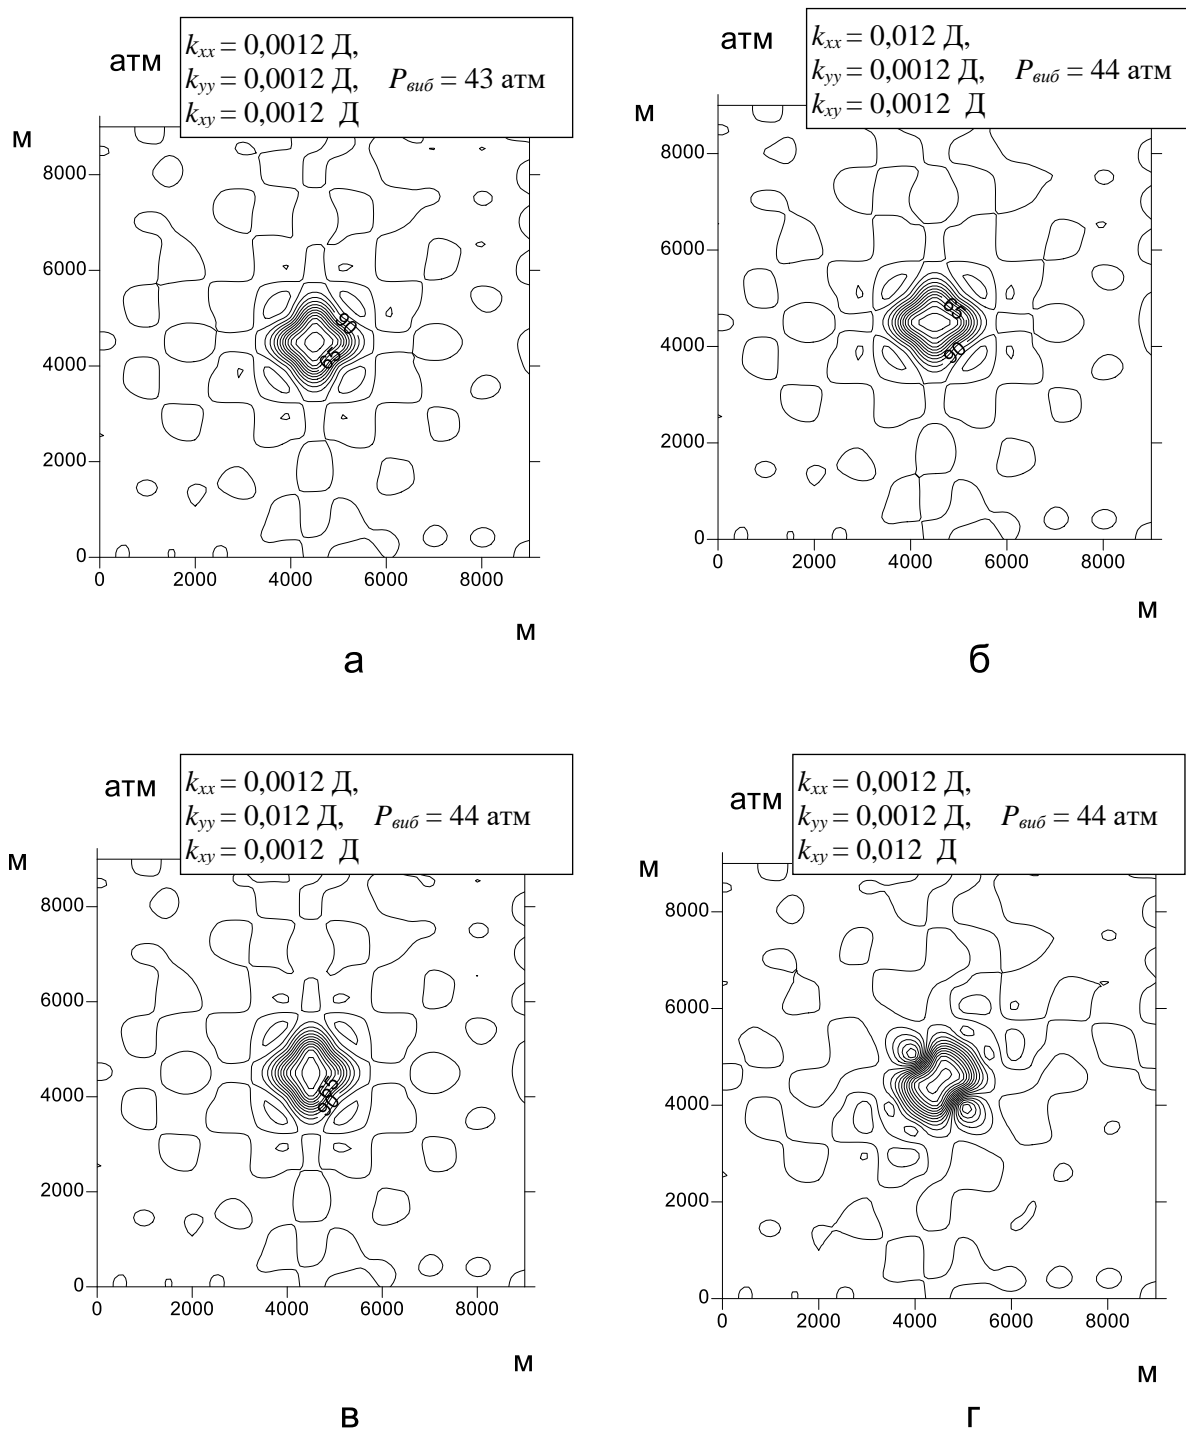 атм
k_xx = 0,0012 Д,
k_yy = 0,0012 Д, P_виб = 43 атм
k_xy = 0,0012 Д
м
8000
6000
90
65
4000
2000
0
0 2000 4000 6000 8000
м
а
атм
k_xx = 0,012 Д,
k_yy = 0,0012 Д, P_виб = 44 атм
k_xy = 0,0012 Д
м
8000
6000
65
4000
90
2000
0
0 2000 4000 6000 8000
м
б
атм
k_xx = 0,0012 Д,
k_yy = 0,012 Д, P_виб = 44 атм
k_xy = 0,0012 Д
м
8000
6000
65
4000
90
2000
0
0 2000 4000 6000 8000
м
в
атм
k_xx = 0,0012 Д,
k_yy = 0,0012 Д, P_виб = 44 атм
k_xy = 0,012 Д
м
8000
6000
4000
2000
0
0 2000 4000 6000 8000
м
г